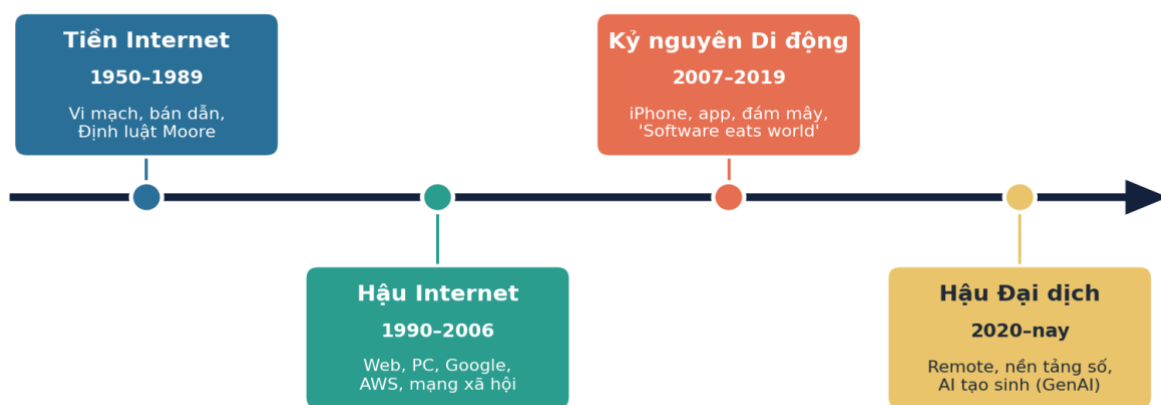 Tiền Internet
1950–1989
Vi mạch, bán dẫn,
Định luật Moore
Hậu Internet
1990–2006
Web, PC, Google,
AWS, mạng xã hội
Kỷ nguyên Di động
2007–2019
iPhone, app, đám mây,
'Software eats world'
Hậu Đại dịch
2020–nay
Remote, nền tảng số,
AI tạo sinh (GenAI)